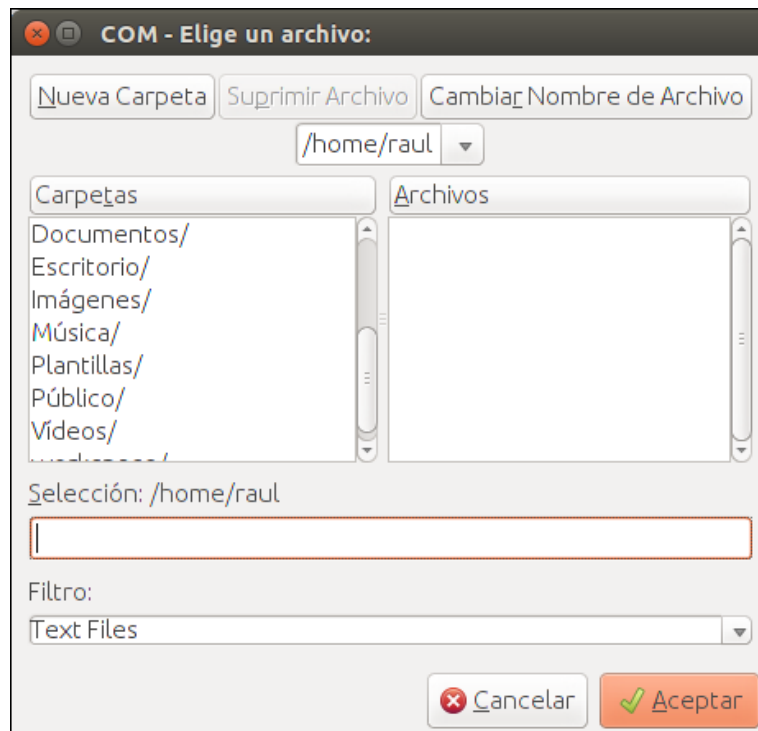 COM - Elige un archivo:
Nueva Carpeta Suprimir Archivo Cambiar Nombre de Archivo
/home/raul
Carpetas Archivos
Documentos/
Escritorio/
Imágenes/
Música/
Plantillas/
Público/
Vídeos/
Selección: /home/raul
Filtro:
Text Files
Cancelar Aceptar